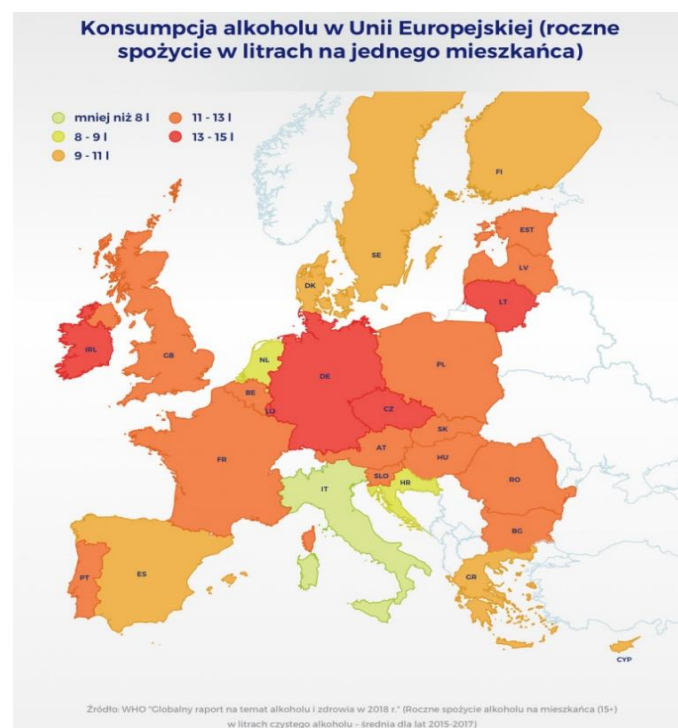 Konsumpcja alkoholu w Unii Europejskiej (roczne
spożycie w litrach na jednego mieszkańca)
mniej niż 8 l
8 - 9 l
9 - 11 l
11 - 13 l
13 - 15 l
FI
SE
EST
LV
DK
LT
IRL
GB
NL
DE
PL
BE
LU
CZ
SK
FR
AT
HU
SLO
HR
RO
IT
BG
PT
ES
GR
CYP
Źródło: WHO "Globalny raport na temat alkoholu i zdrowia w 2018 r." (Roczne spożycie alkoholu na mieszkańca (15+)
w litrach czystego alkoholu - średnia dla lat 2015-2017)